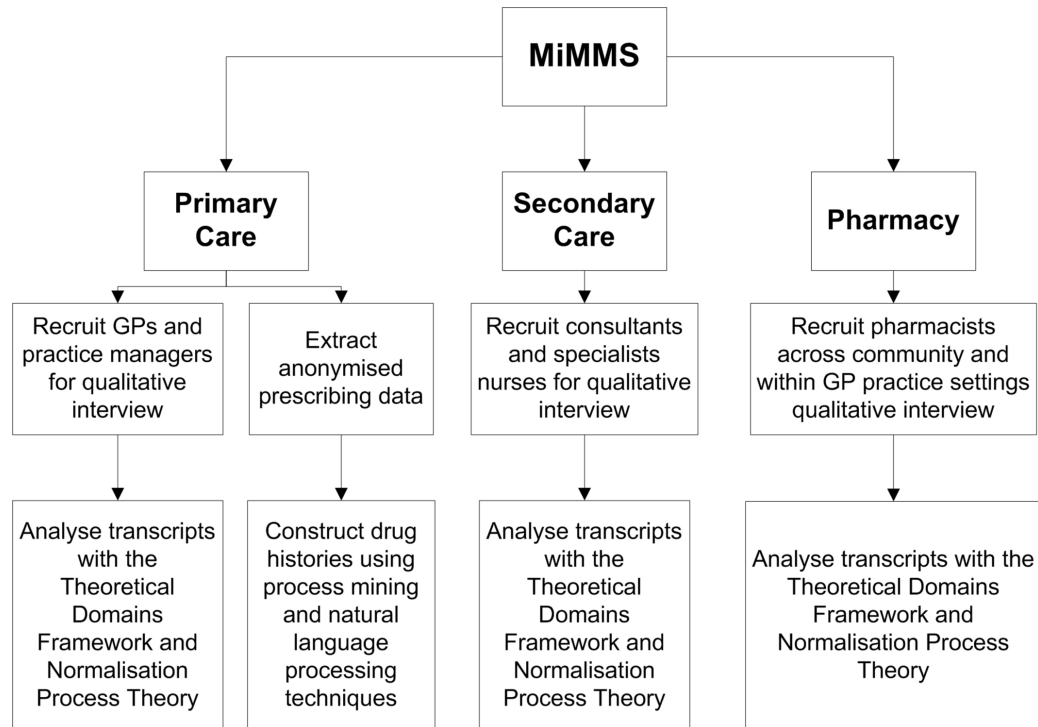 MiMMS
Primary
Care
Secondary
Care
Pharmacy
Recruit GPs and
practice managers
for qualitative
interview
Extract
anonymised
prescribing data
Recruit consultants
and specialists
nurses for qualitative
interview
Recruit pharmacists
across community and
within GP practice settings
qualitative interview
Analyse transcripts
with the
Theoretical
Domains
Framework and
Normalisation
Process Theory
Construct drug
histories using
process mining
and natural
language
processing
techniques
Analyse transcripts
with the
Theoretical
Domains
Framework and
Normalisation
Process Theory
Analyse transcripts with the
Theoretical Domains
Framework and
Normalisation Process
Theory